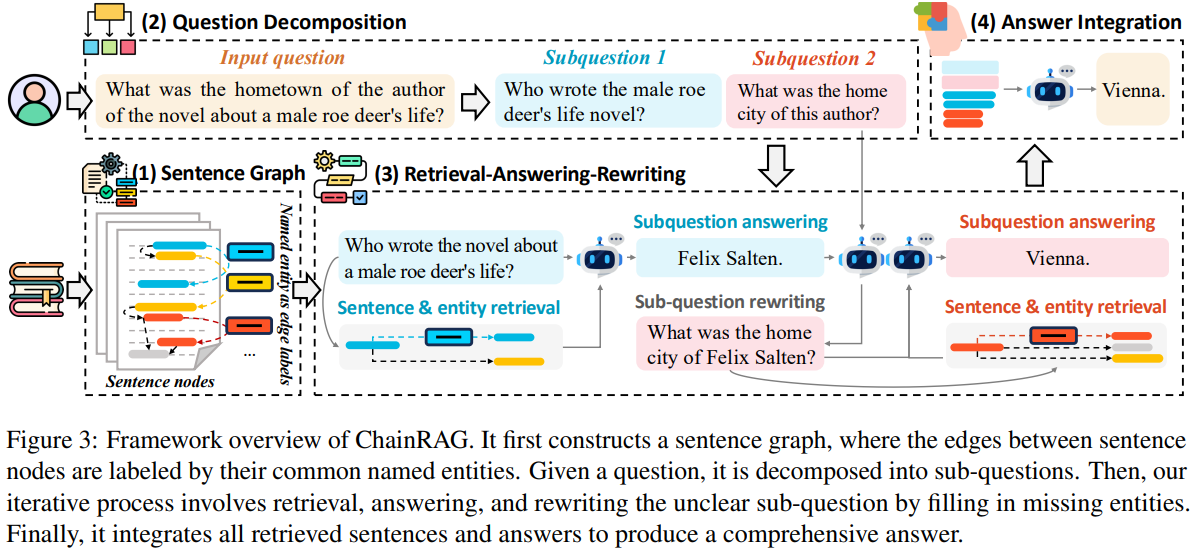 (2) Question Decomposition
Input question
What was the hometown of the author
of the novel about a male roe deer's life?
Subquestion 1
Who wrote the male roe
deer's life novel?
Subquestion 2
What was the home
city of this author?
(4) Answer Integration
Vienna.
(1) Sentence Graph
Named entity as edge labels
...
Sentence nodes
(3) Retrieval-Answering-Rewriting
Who wrote the novel about
a male roe deer's life?
Sentence & entity retrieval
Subquestion answering
Felix Salten.
Sub-question rewriting
What was the home
city of Felix Salten?
Subquestion answering
Vienna.
Sentence & entity retrieval
Figure 3: Framework overview of ChainRAG. It first constructs a sentence graph, where the edges between sentence
nodes are labeled by their common named entities. Given a question, it is decomposed into sub-questions. Then, our
iterative process involves retrieval, answering, and rewriting the unclear sub-question by filling in missing entities.
Finally, it integrates all retrieved sentences and answers to produce a comprehensive answer.